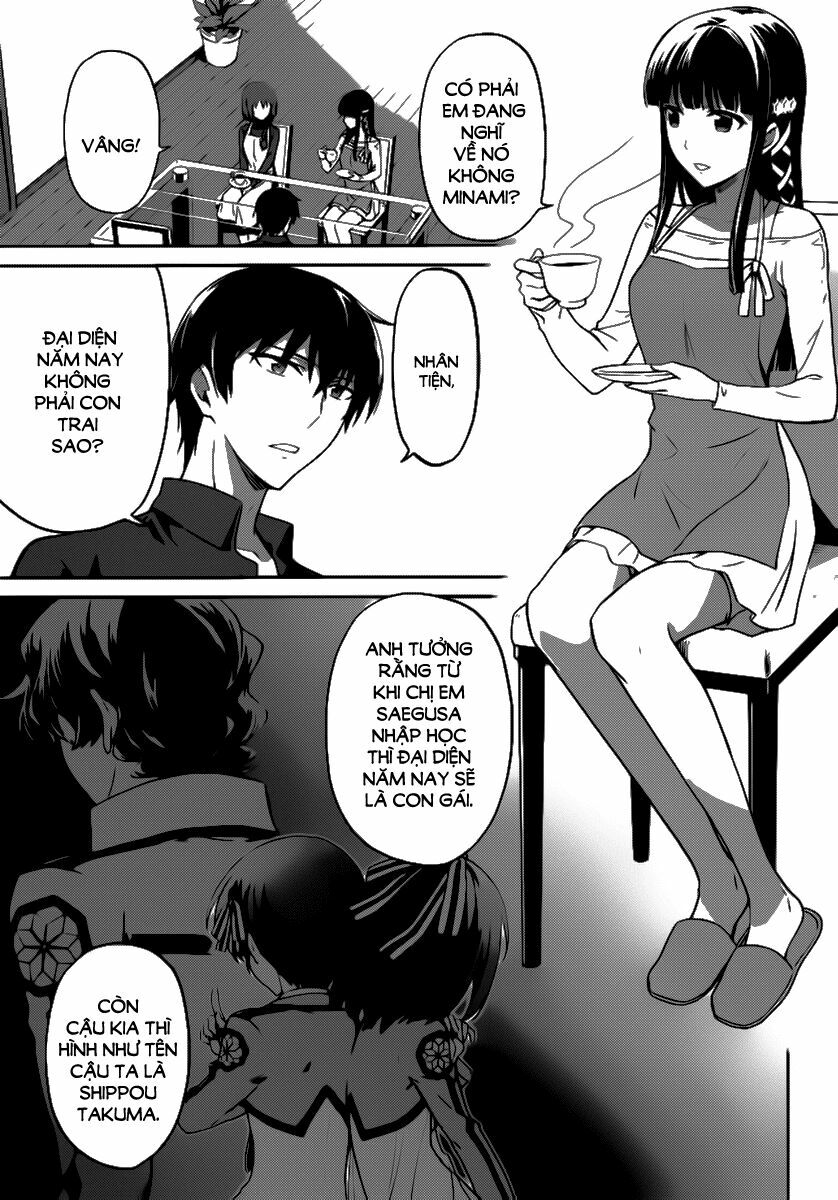 CÓ PHẢI
EM ĐANG
NGHĨ
VỀ NÓ
KHÔNG
MINAMI?
VÂNG!
NHÂN
TIỆN,
ĐẠI DIỆN
NĂM NAY
KHÔNG
PHẢI CON
TRAI
SAO?
ANH TƯỞNG
RẰNG TỪ
KHI CHỊ EM
SAEGUSA
NHẬP HỌC
THÌ ĐẠI DIỆN
NĂM NAY SẼ
LÀ CON GÁI.
CÒN
CẬU KIA THÌ
HÌNH NHƯ TÊN
CẬU TA LÀ
SHIPPOU
TAKUMA.